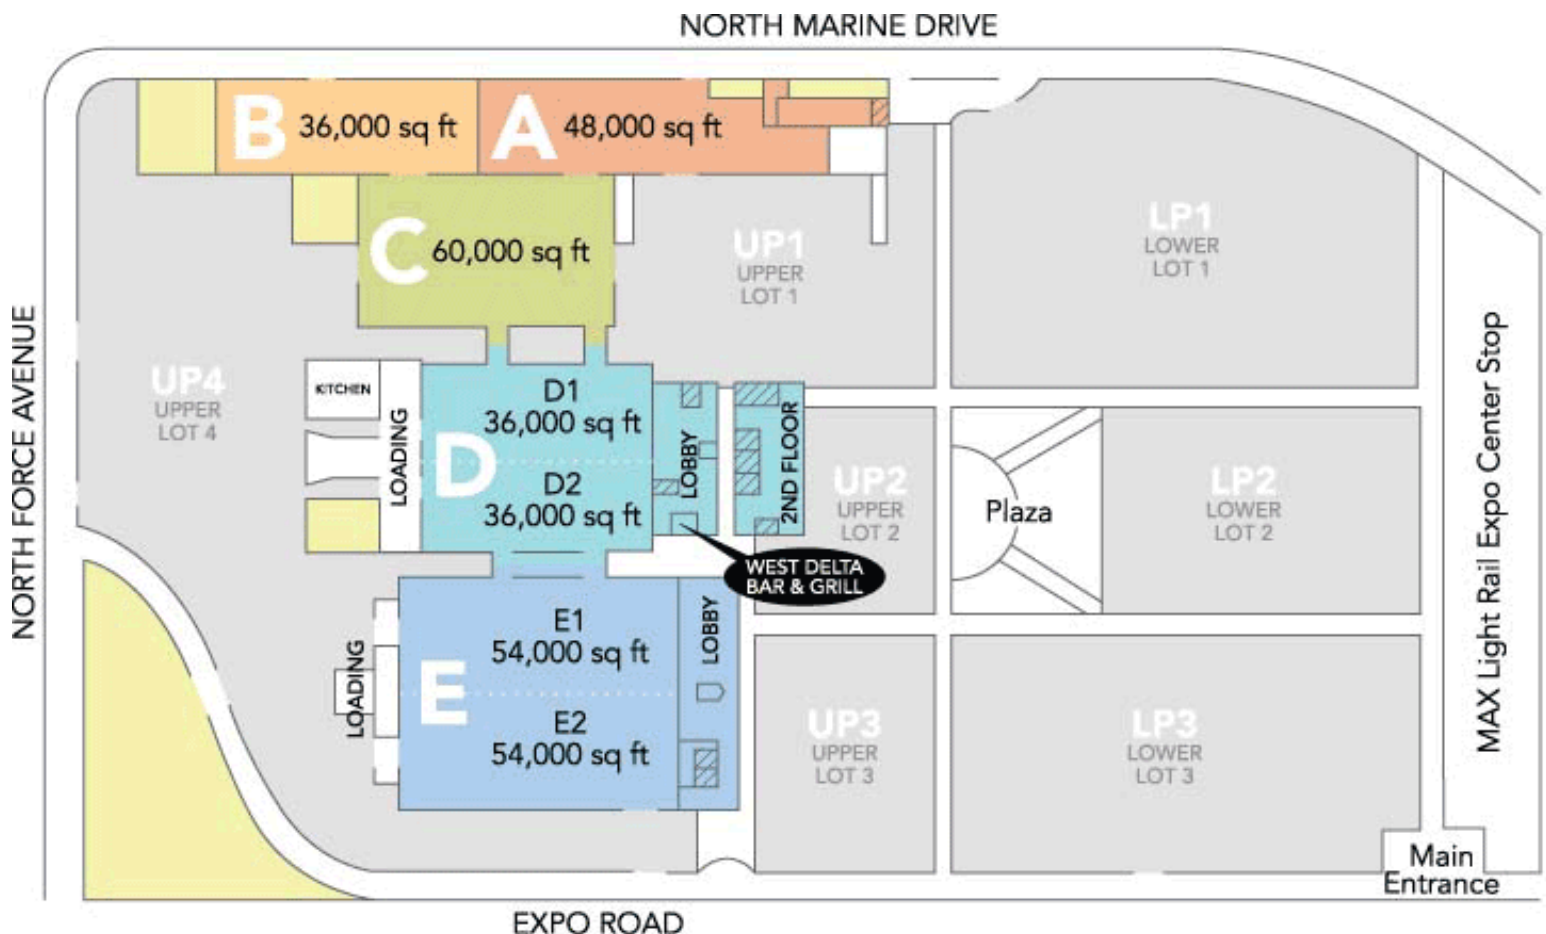 NORTH MARINE DRIVE
B 36,000 sq ft
A 48,000 sq ft
C 60,000 sq ft
UP1
UPPER
LOT 1
LP1
LOWER
LOT 1
NORTH FORCE AVENUE
UP4
UPPER
LOT 4
KITCHEN
LOADING
D
D1
36,000 sq ft
D2
36,000 sq ft
LOBBY
2ND FLOOR
WEST DELTA
BAR & GRILL
UP2
UPPER
LOT 2
Plaza
LP2
LOWER
LOT 2
MAX Light Rail Expo Center Stop
LOADING
E
E1
54,000 sq ft
E2
54,000 sq ft
LOBBY
UP3
UPPER
LOT 3
LP3
LOWER
LOT 3
Main
Entrance
EXPO ROAD